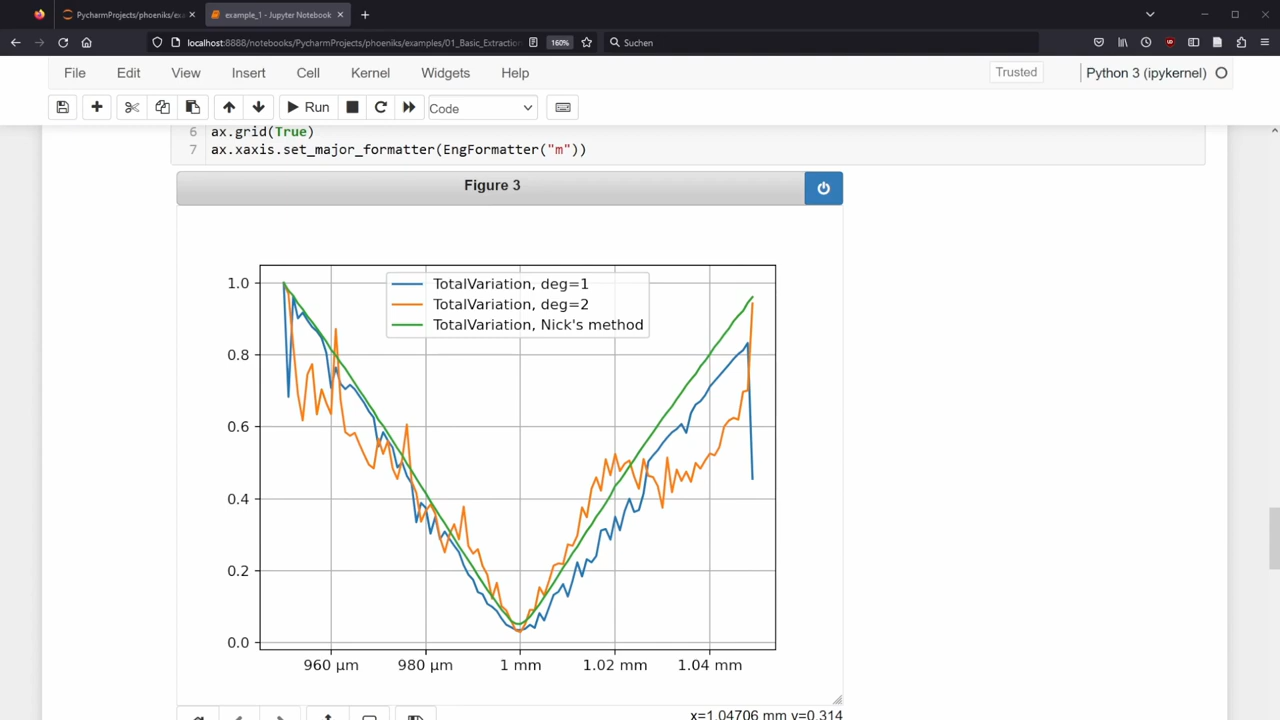 PycharmProjects/phoeniks/exa
example_1 - Jupyter Notebook
localhost:8888/notebooks/PycharmProjects/phoeniks/examples/01_Basic_Extraction
160%
Suchen
File Edit View Insert Cell Kernel Widgets Help
Trusted
Python 3 (ipykernel)
Run
Code
6 ax.grid(True)
7 ax.xaxis.set_major_formatter(EngFormatter("m"))
Figure 3
TotalVariation, deg=1
TotalVariation, deg=2
TotalVariation, Nick's method
1.0
0.8
0.6
0.4
0.2
0.0
960 µm 980 µm 1 mm 1.02 mm 1.04 mm
x=1.04706 mm y=0.314